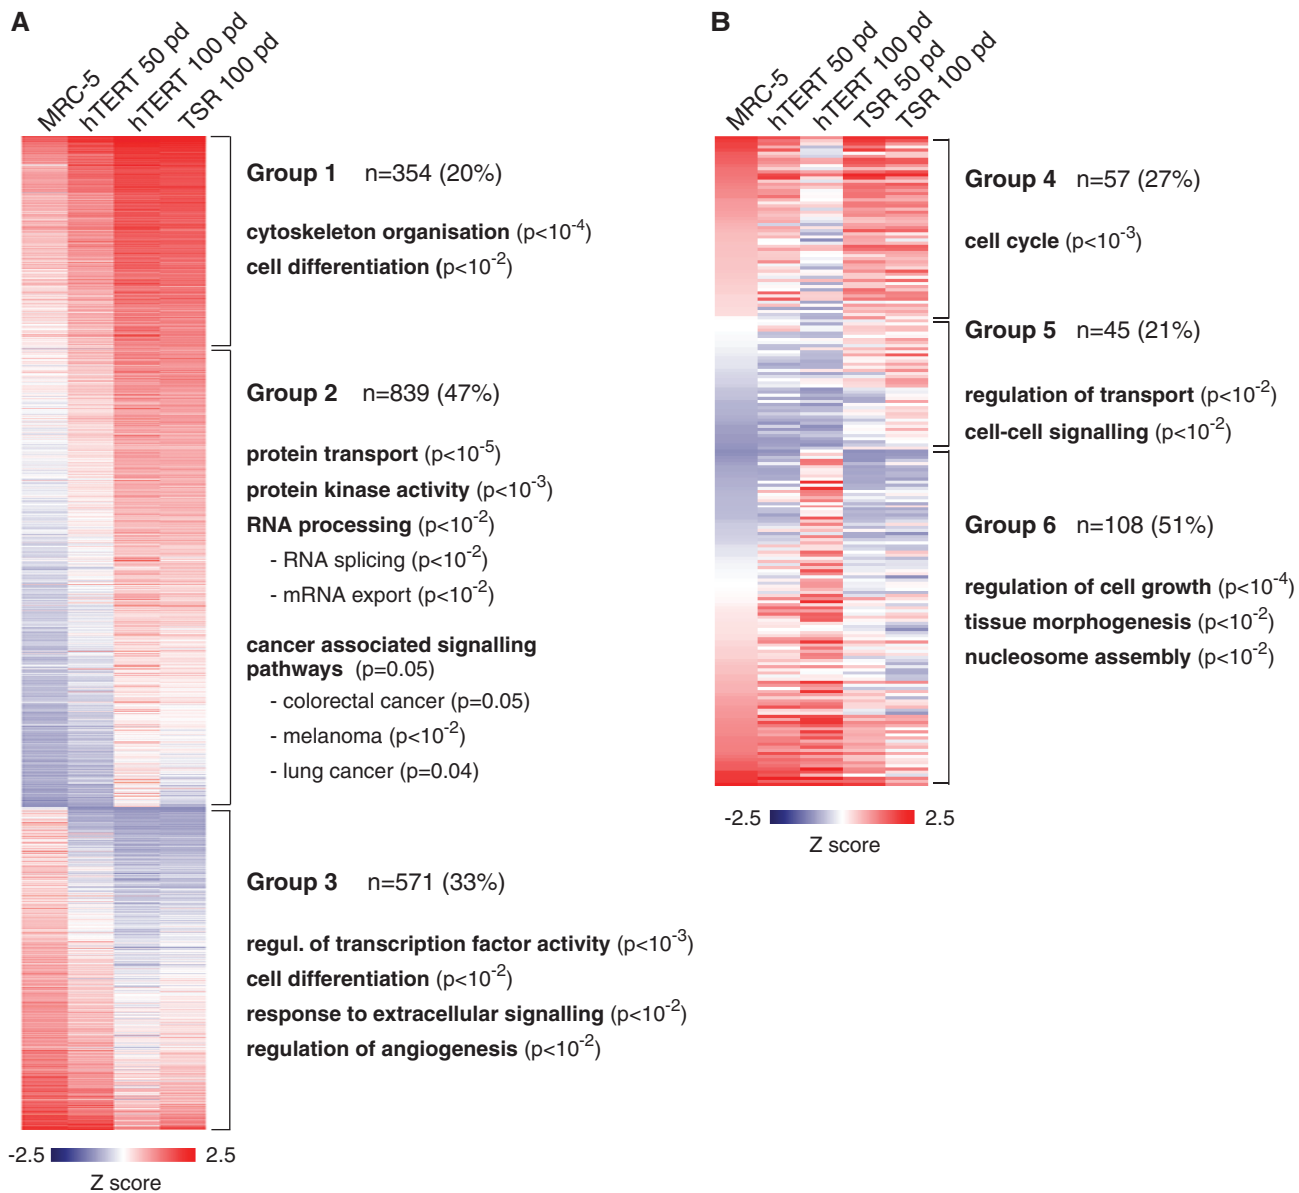 A
MRC-5
hTERT 50 pd
hTERT 100 pd
TSR 100 pd
Group 1 n=354 (20%)
cytoskeleton organisation (p<10-4)
cell differentiation (p<10-2)
Group 2 n=839 (47%)
protein transport (p<10-5)
protein kinase activity (p<10-3)
RNA processing (p<10-2)
- RNA splicing (p<10-2)
- mRNA export (p<10-2)
cancer associated signalling
pathways (p=0.05)
- colorectal cancer (p=0.05)
- melanoma (p<10-2)
- lung cancer (p=0.04)
Group 3 n=571 (33%)
regul. of transcription factor activity (p<10-3)
cell differentiation (p<10-2)
response to extracellular signalling (p<10-2)
regulation of angiogenesis (p<10-2)
-2.5 2.5
Z score
B
MRC-5
hTERT 50 pd
hTERT 100 pd
TSR 50 pd
TSR 100 pd
Group 4 n=57 (27%)
cell cycle (p<10-3)
Group 5 n=45 (21%)
regulation of transport (p<10-2)
cell-cell signalling (p<10-2)
Group 6 n=108 (51%)
regulation of cell growth (p<10-4)
tissue morphogenesis (p<10-2)
nucleosome assembly (p<10-2)
-2.5 2.5
Z score